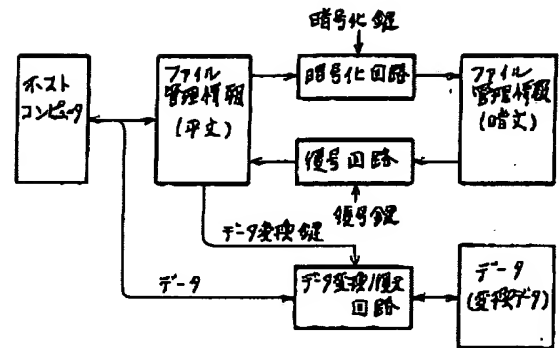 暗号化鍵
ホスト
コンピュータ
ファイル
管理情報
(平文)
暗号化回路
ファイル
管理情報
(暗文)
復号回路
復号鍵
データ変換鍵
データ
データ変換/復元
回路
データ
(変換データ)